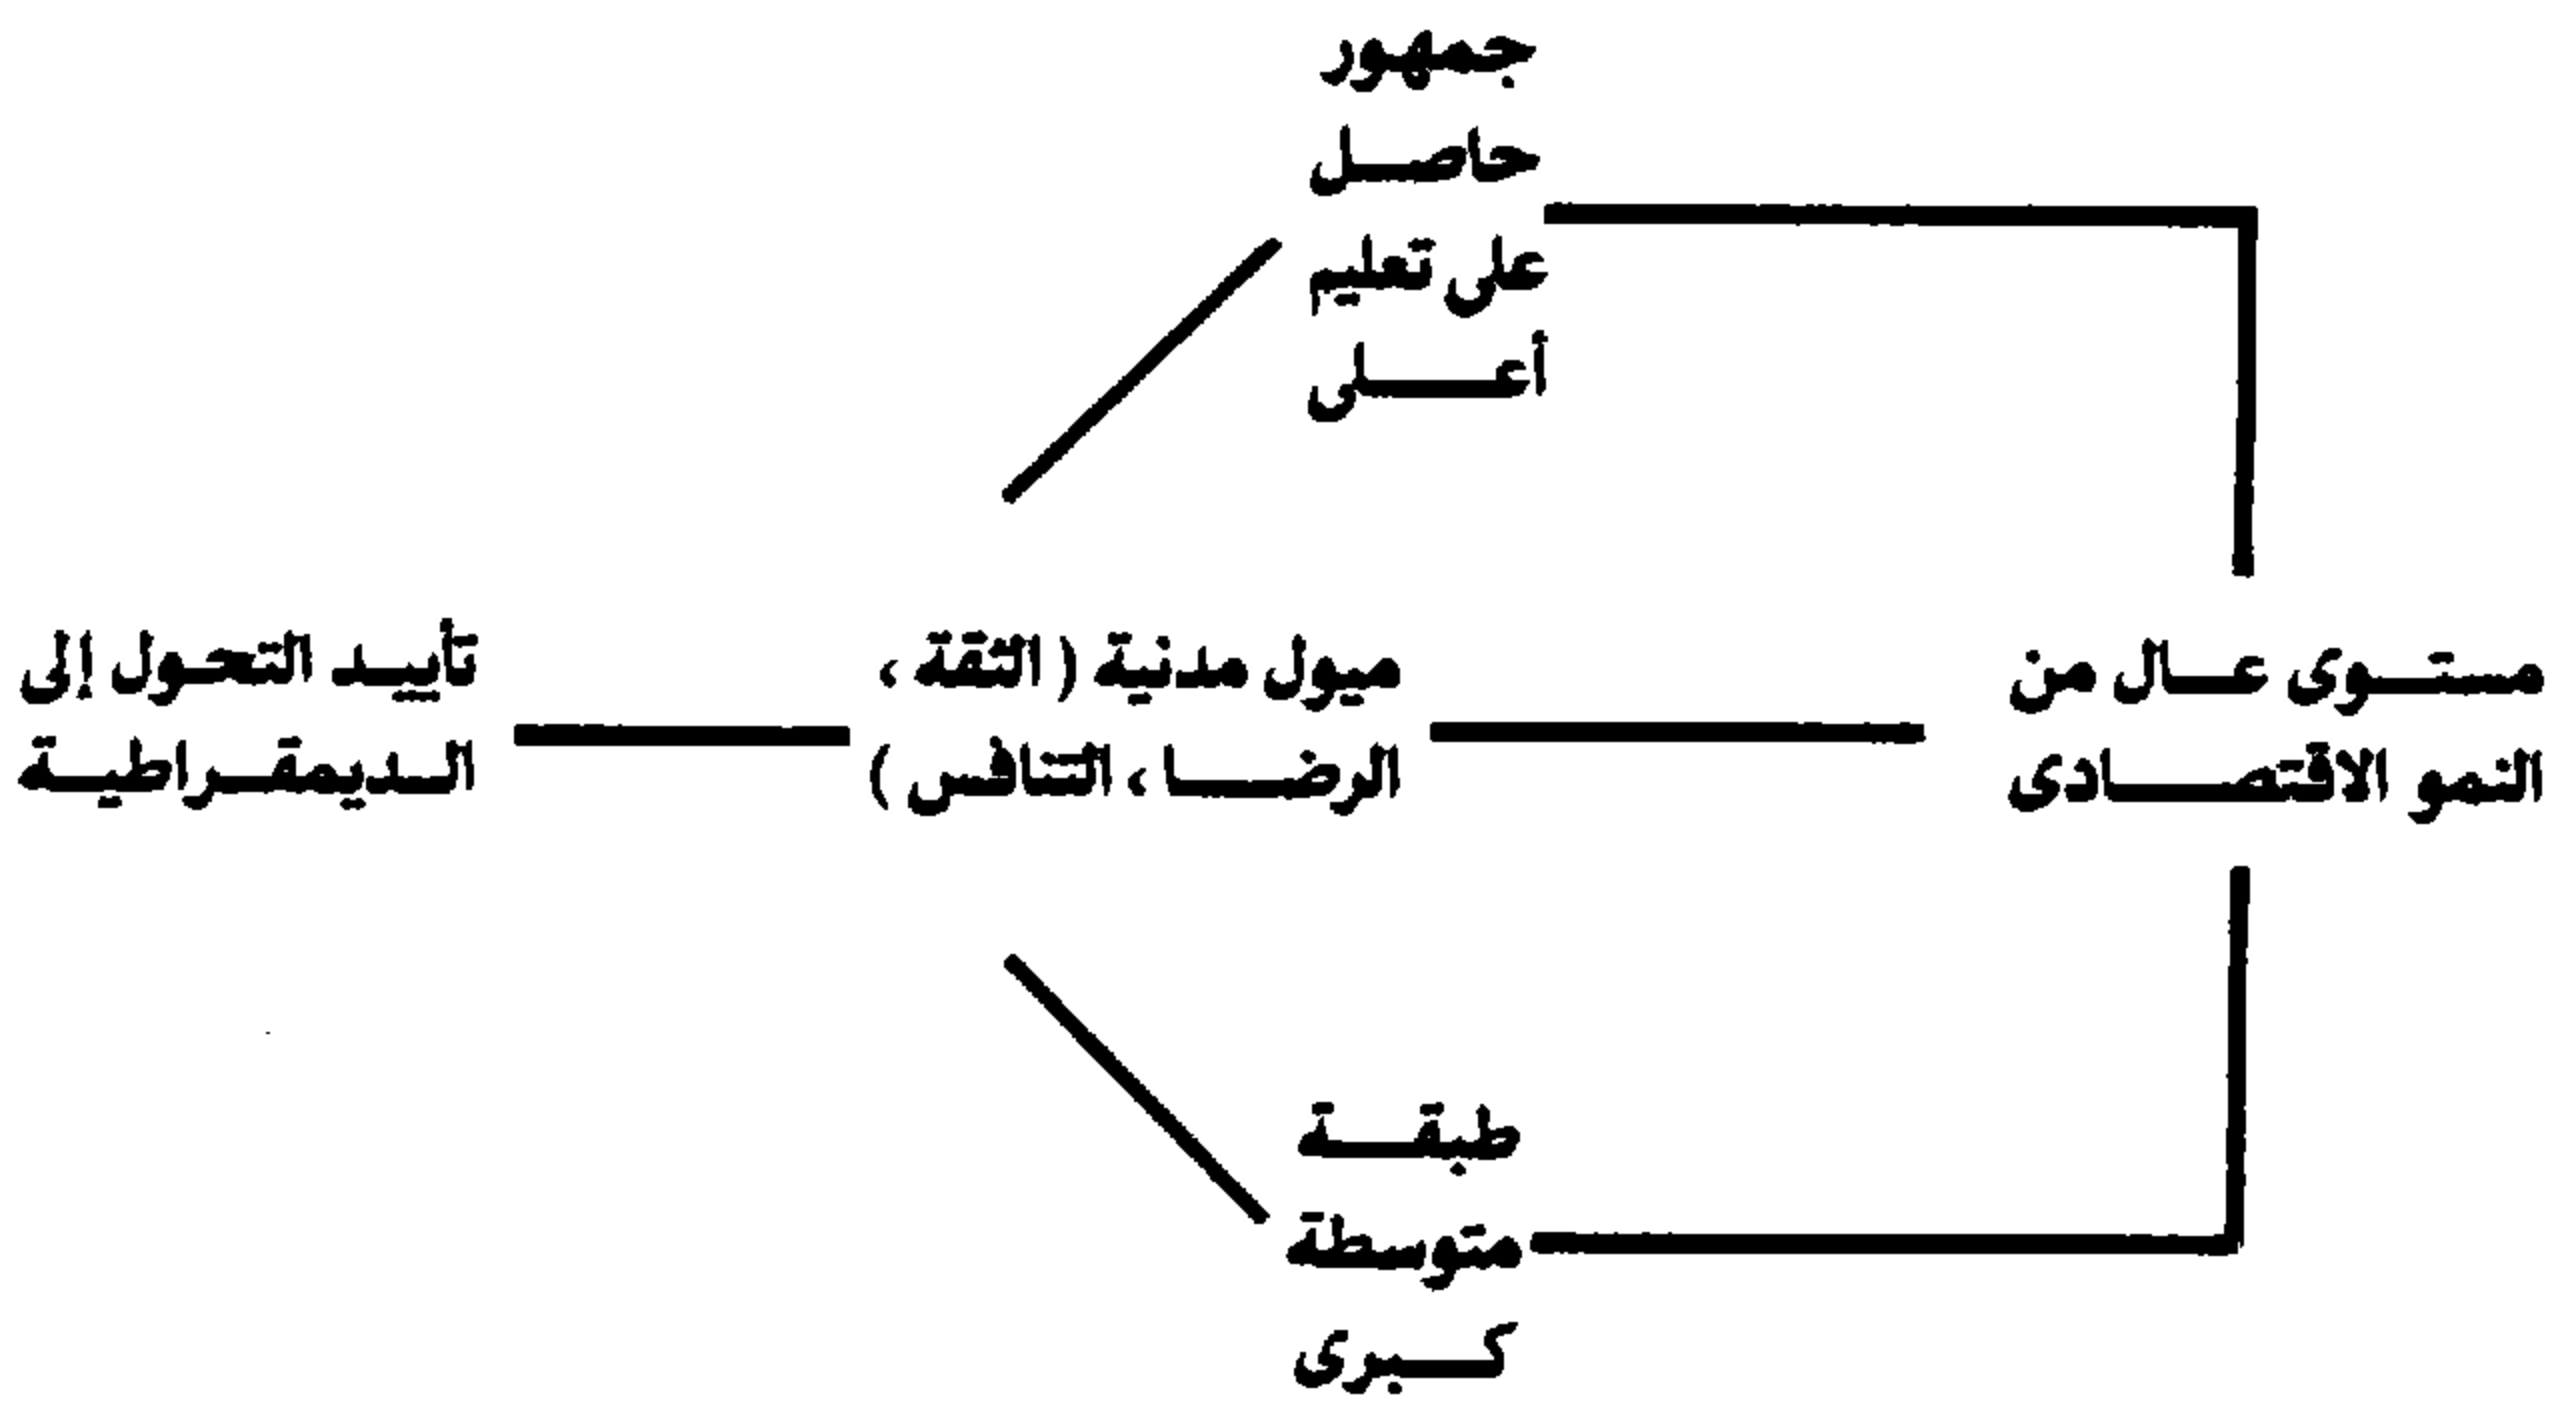 جمهور
حاصل
على تعليم
أعلى
مستوى عال من
النمو الاقتصادى
ميول مدنية ( الثقة ،
الرضا ، التنافس )
تأييد التحول إلى
الديمقراطية
طبقة
متوسطة
كبرى